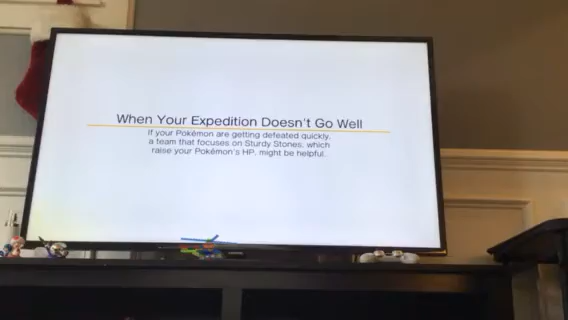 When Your Expedition Doesn't Go Well
If your Pokémon are getting defeated quickly,
a team that focuses on Sturdy Stones, which
raise your Pokémon's HP, might be helpful.